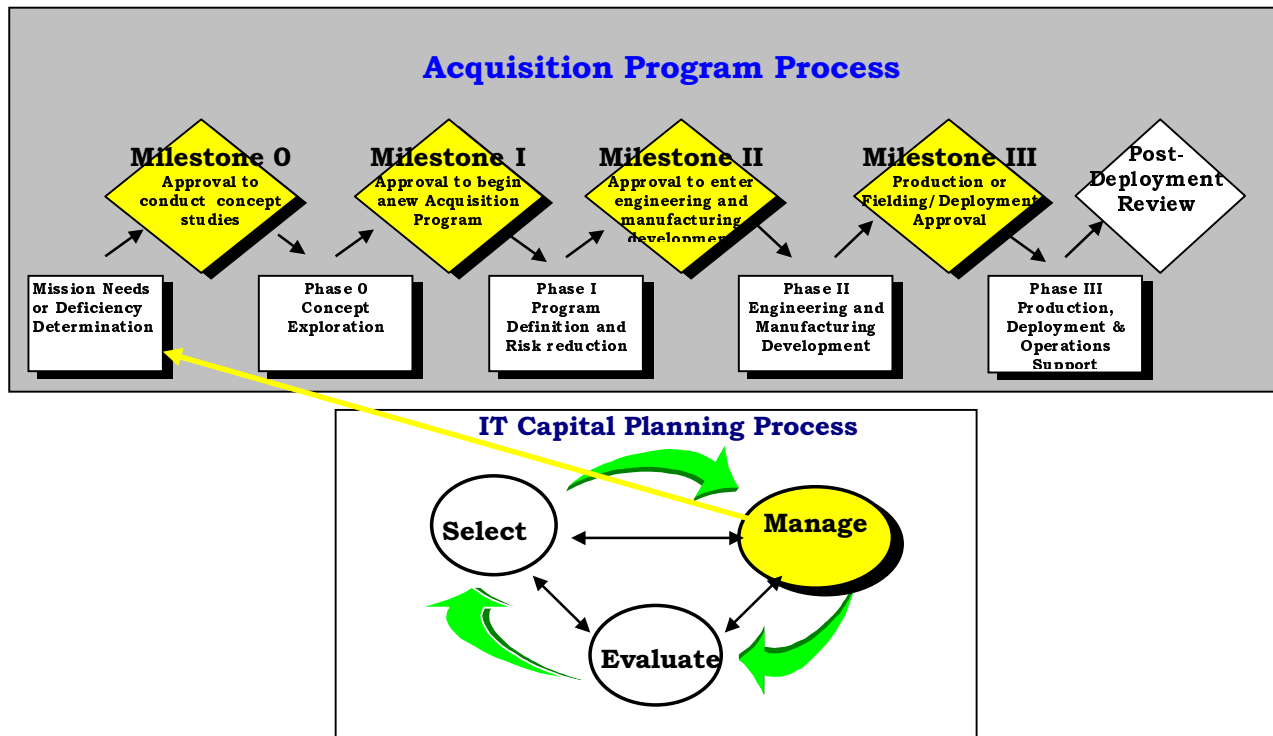 Acquisition Program Process
Milestone 0
Approval to
conduct concept
studies
Milestone I
Approval to begin
anew Acquisition
Program
Milestone II
Approval to enter
engineering and
manufacturing
development
Milestone III
Production or
Fielding/Deployment
Approval
Post-
Deployment
Review
Mission Needs
or Deficiency
Determination
Phase 0
Concept
Exploration
Phase I
Program
Definition and
Risk reduction
Phase II
Engineering and
Manufacturing
Development
Phase III
Production,
Deployment &
Operations
Support
IT Capital Planning Process
Select
Manage
Evaluate